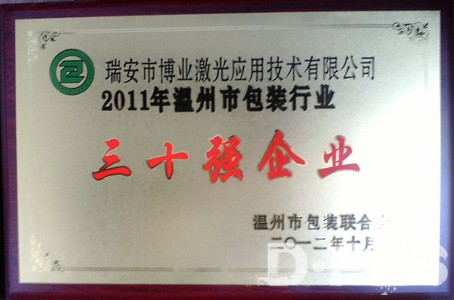 瑞安市博业激光应用技术有限公司
2011年温州市包装行业
三十强企业
温州市包装联合
二〇一二年十月